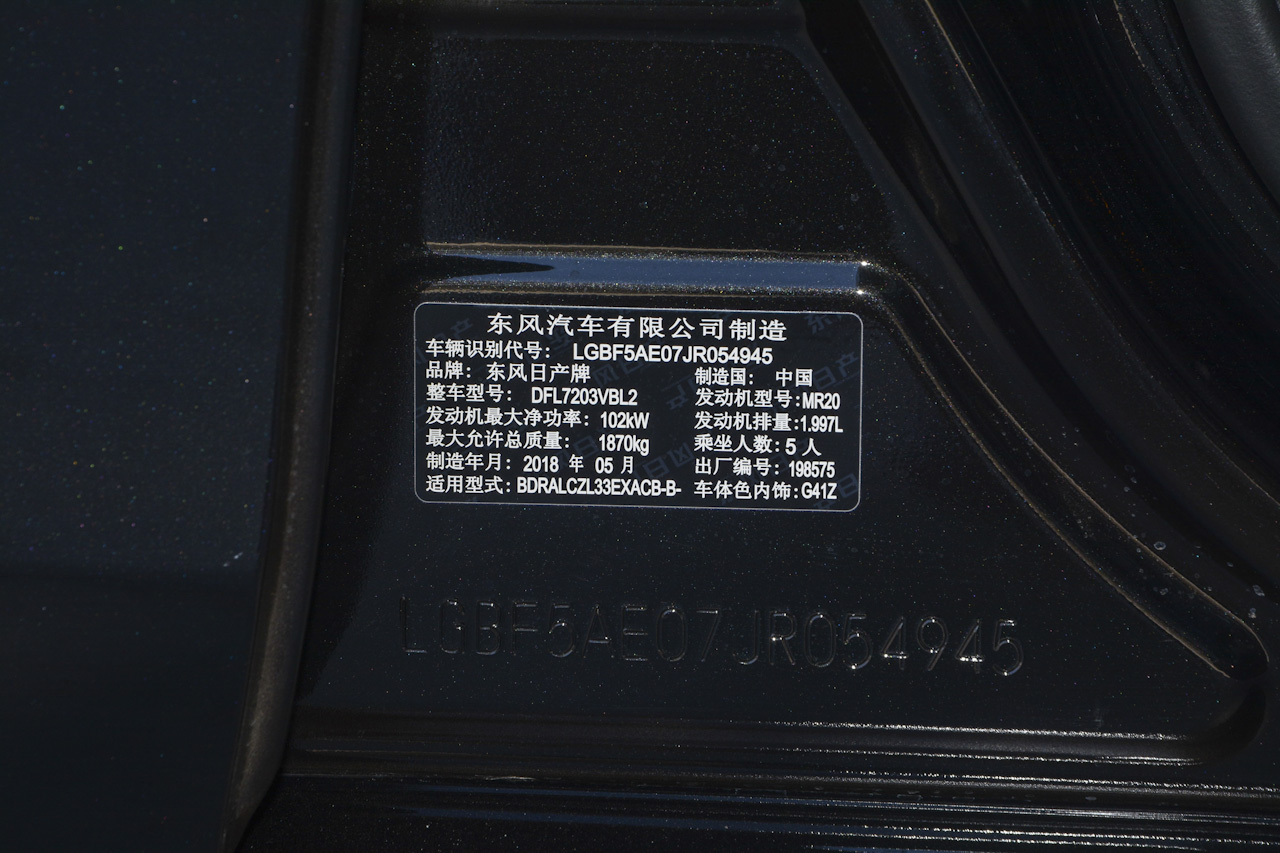 东风汽车有限公司制造
车辆识别代号： LGBF5AE07JR054945
品牌：东风日产牌 制造国： 中国
整车型号： DFL7203VBL2 发动机型号：MR20
发动机最大净功率：102kW 发动机排量：1.997L
最大允许总质量： 1870kg 乘坐人数：5 人
制造年月：2018 年 05 月 出厂编号：198575
适用型式：BDRALCZL33EXACB-B- 车体色内饰：G41Z
LGBF5AE07JR054945